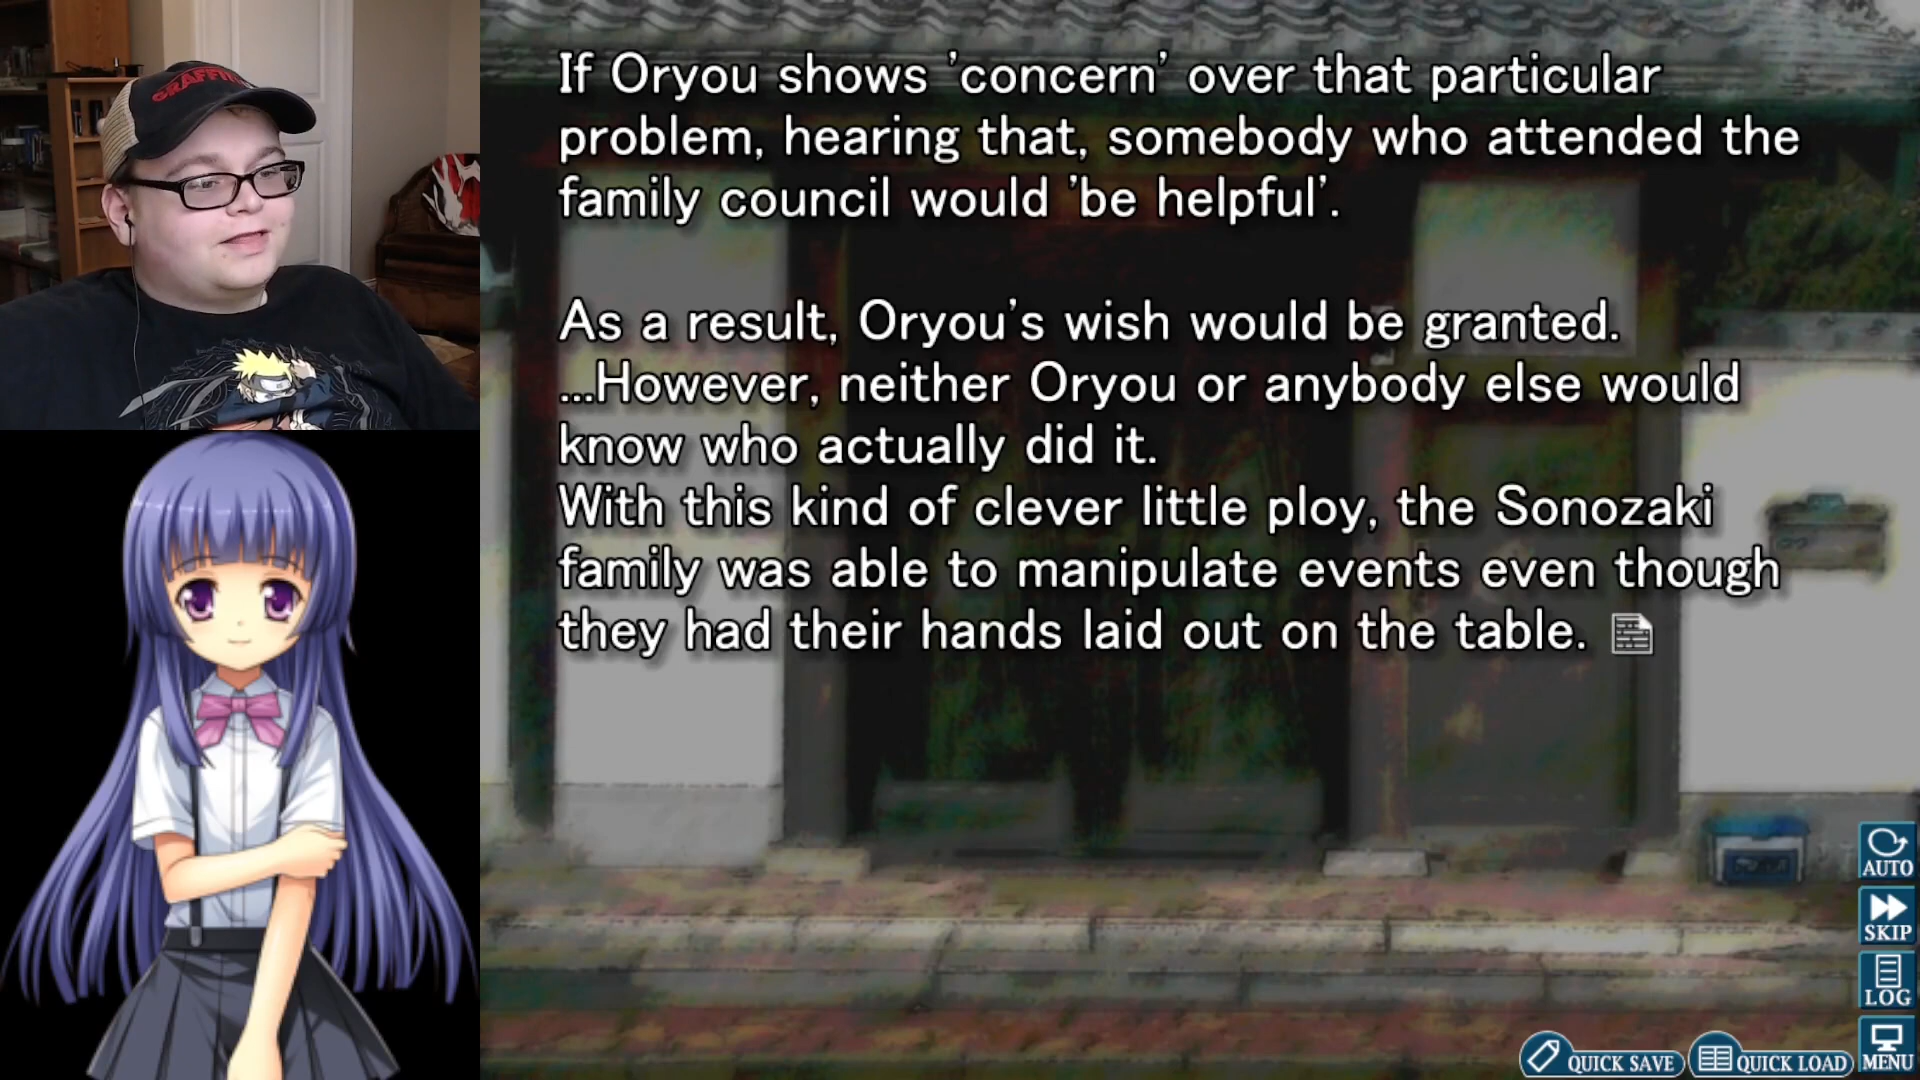 If Oryou shows 'concern' over that particular
problem, hearing that, somebody who attended the
family council would 'be helpful'.
As a result, Oryou's wish would be granted.
...However, neither Oryou or anybody else would
know who actually did it.
With this kind of clever little ploy, the Sonozaki
family was able to manipulate events even though
they had their hands laid out on the table.
AUTO
SKIP
LOG
MENU
QUICK SAVE
QUICK LOAD